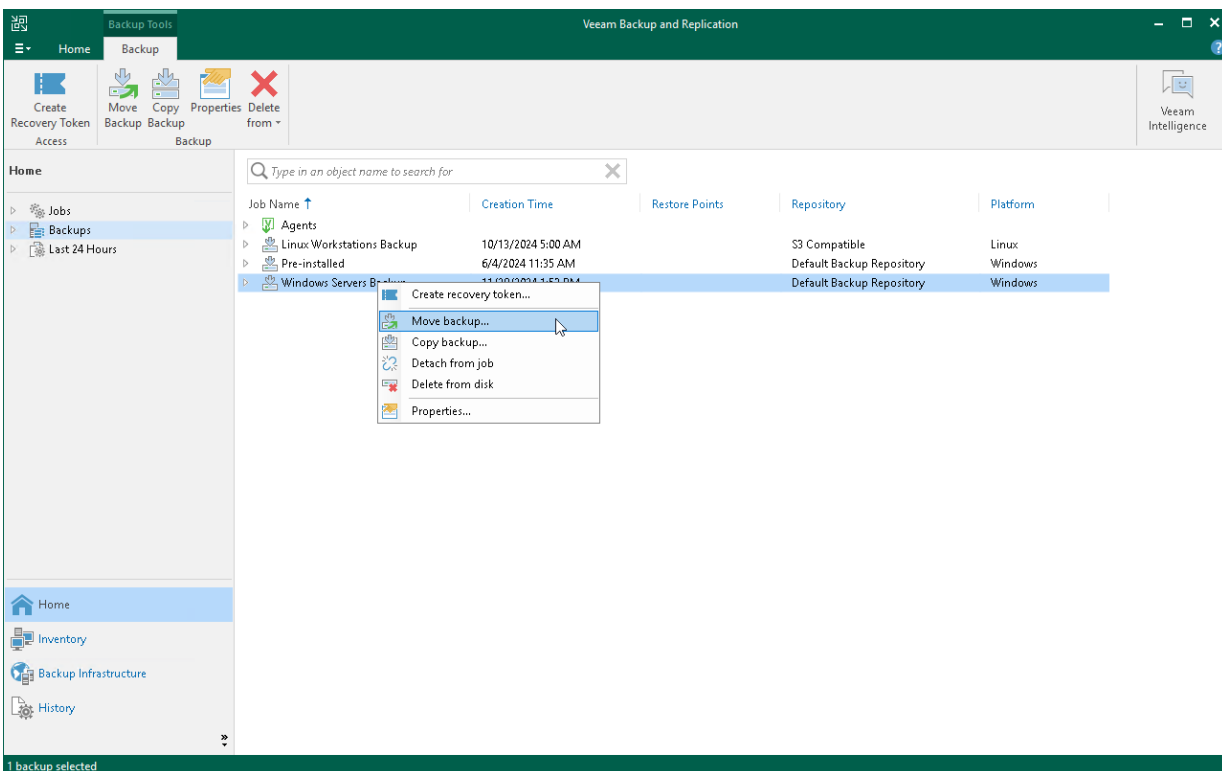 Backup Tools
Veeam Backup and Replication
Home
Backup
Create
Recovery Token
Move
Backup
Copy
Backup
Properties
Delete
from
Access
Backup
Veeam
Intelligence
Home
Type in an object name to search for
Jobs
Backups
Last 24 Hours
Job Name Creation Time Restore Points Repository Platform
Agents
Linux Workstations Backup 10/13/2024 5:00 AM S3 Compatible Linux
Pre-installed 6/4/2024 11:35 AM Default Backup Repository Windows
Windows Servers Default Backup Repository Windows
Create recovery token...
Move backup...
Copy backup...
Detach from job
Delete from disk
Properties...
Home
Inventory
Backup Infrastructure
History
1 backup selected